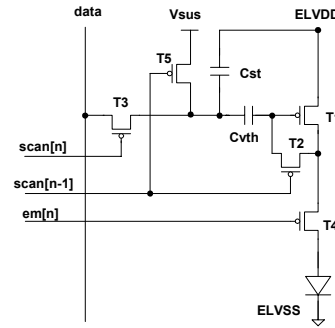 data
Vsus
ELVDD
T5
Cst
T3
T
Cvth
T2
scan[n]
scan[n-1]
em[n]
T4
ELVSS